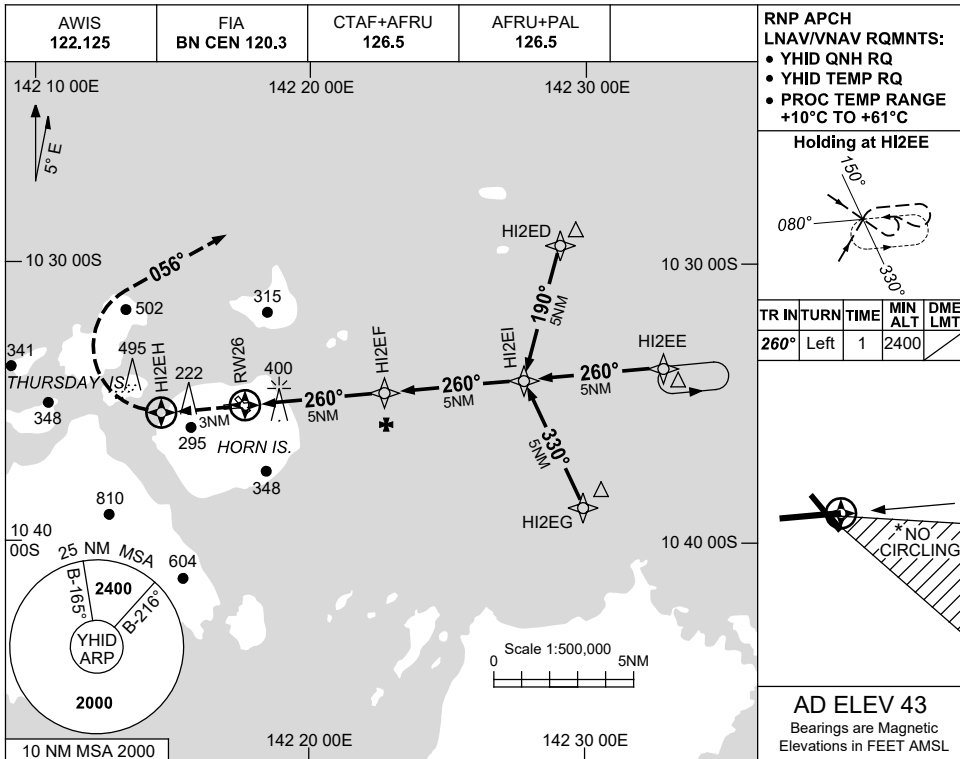 AWIS
122.125
FIA
BN CEN 120.3
CTAF+AFRU
126.5
AFRU+PAL
126.5
RNP APCH
LNAV/VNAV RQMNTS:
• YHID QNH RQ
• YHID TEMP RQ
• PROC TEMP RANGE
+10°C TO +61°C
142 10 00E
142 20 00E
142 30 00E
5° E
Holding at HI2EE
150°
080°
330°
TR IN TURN TIME MIN ALT DME LMT
260° Left 1 2400
10 30 00S
10 30 00S
056°
502
315
HI2ED
190°
5NM
341
495
HI2EH
222
RW26
400
HI2EF
HI2EI
HI2EE
THURSDAY IS.
348
3NM
260°
5NM
260°
5NM
260°
5NM
295
HORN IS.
348
330°
5NM
HI2EG
810
10 40
00S
10 40 00S
604
25 NM MSA
B-165°
2400
B-216°
YHID
ARP
2000
10 NM MSA 2000
Scale 1:500,000
0 5NM
142 20 00E
142 30 00E
*NO
CIRCLING
AD ELEV 43
Bearings are Magnetic
Elevations in FEET AMSL